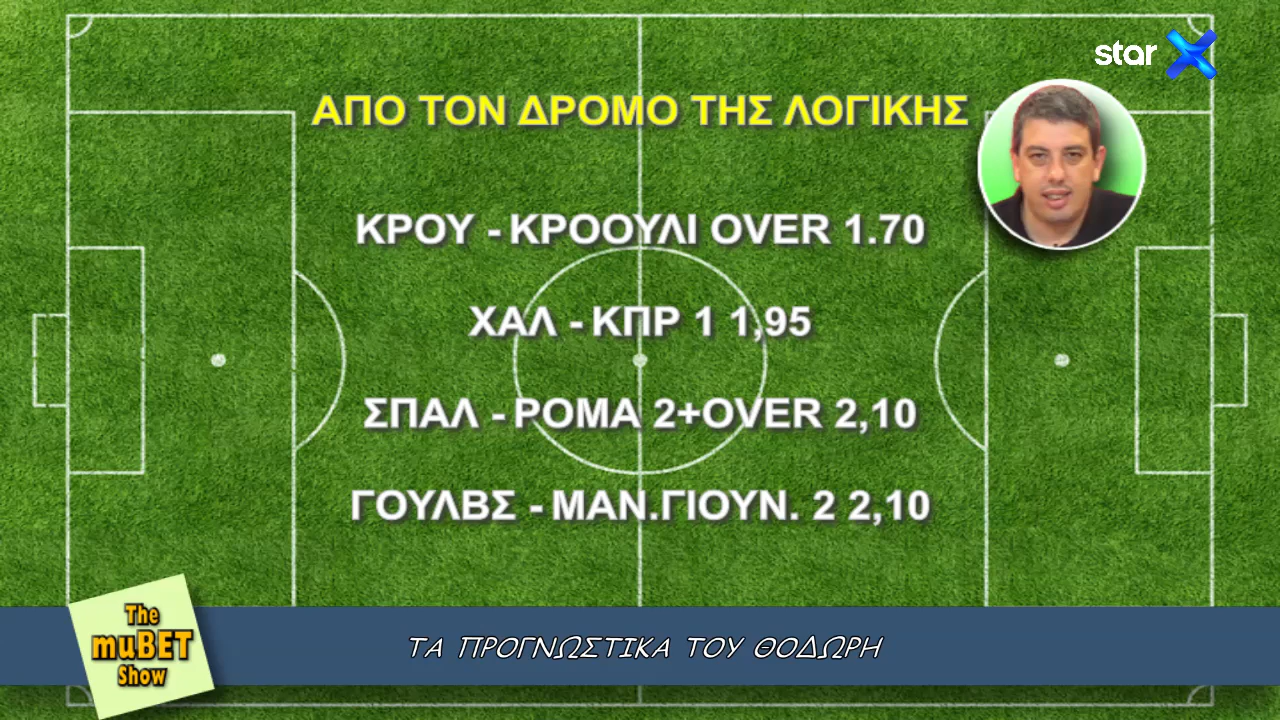 star X
ΑΠΟ ΤΟΝ ΔΡΟΜΟ ΤΗΣ ΛΟΓΙΚΗΣ
ΚΡΟΥ - ΚΡΟΟΥΛΙ OVER 1.70
ΧΑΛ - ΚΠΡ 1 1,95
ΣΠΑΛ - ΡΟΜΑ 2+OVER 2,10
ΓΟΥΛΒΣ - ΜΑΝ.ΓΙΟΥΝ. 2 2,10
The
muBET
Show
ΤΑ ΠΡΟΓΝΩΣΤΙΚΑ ΤΟΥ ΘΟΔΩΡΗ